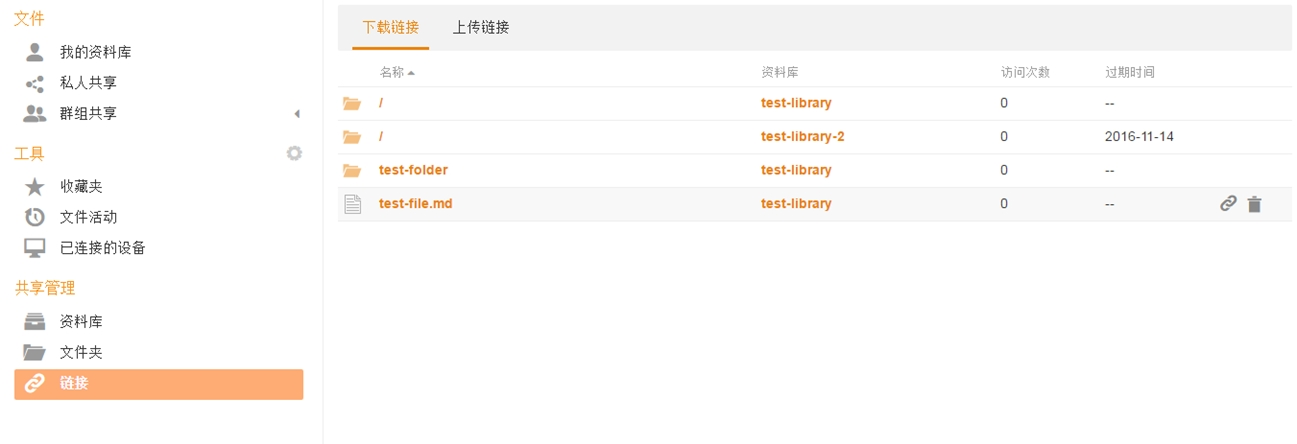 文件
我的资料库
私人共享
群组共享
工具
收藏夹
文件活动
已连接的设备
共享管理
资料库
文件夹
链接
下载链接 上传链接
名称 资料库 访问次数 过期时间
/ test-library 0 --
/ test-library-2 0 2016-11-14
test-folder test-library 0 --
test-file.md test-library 0 --